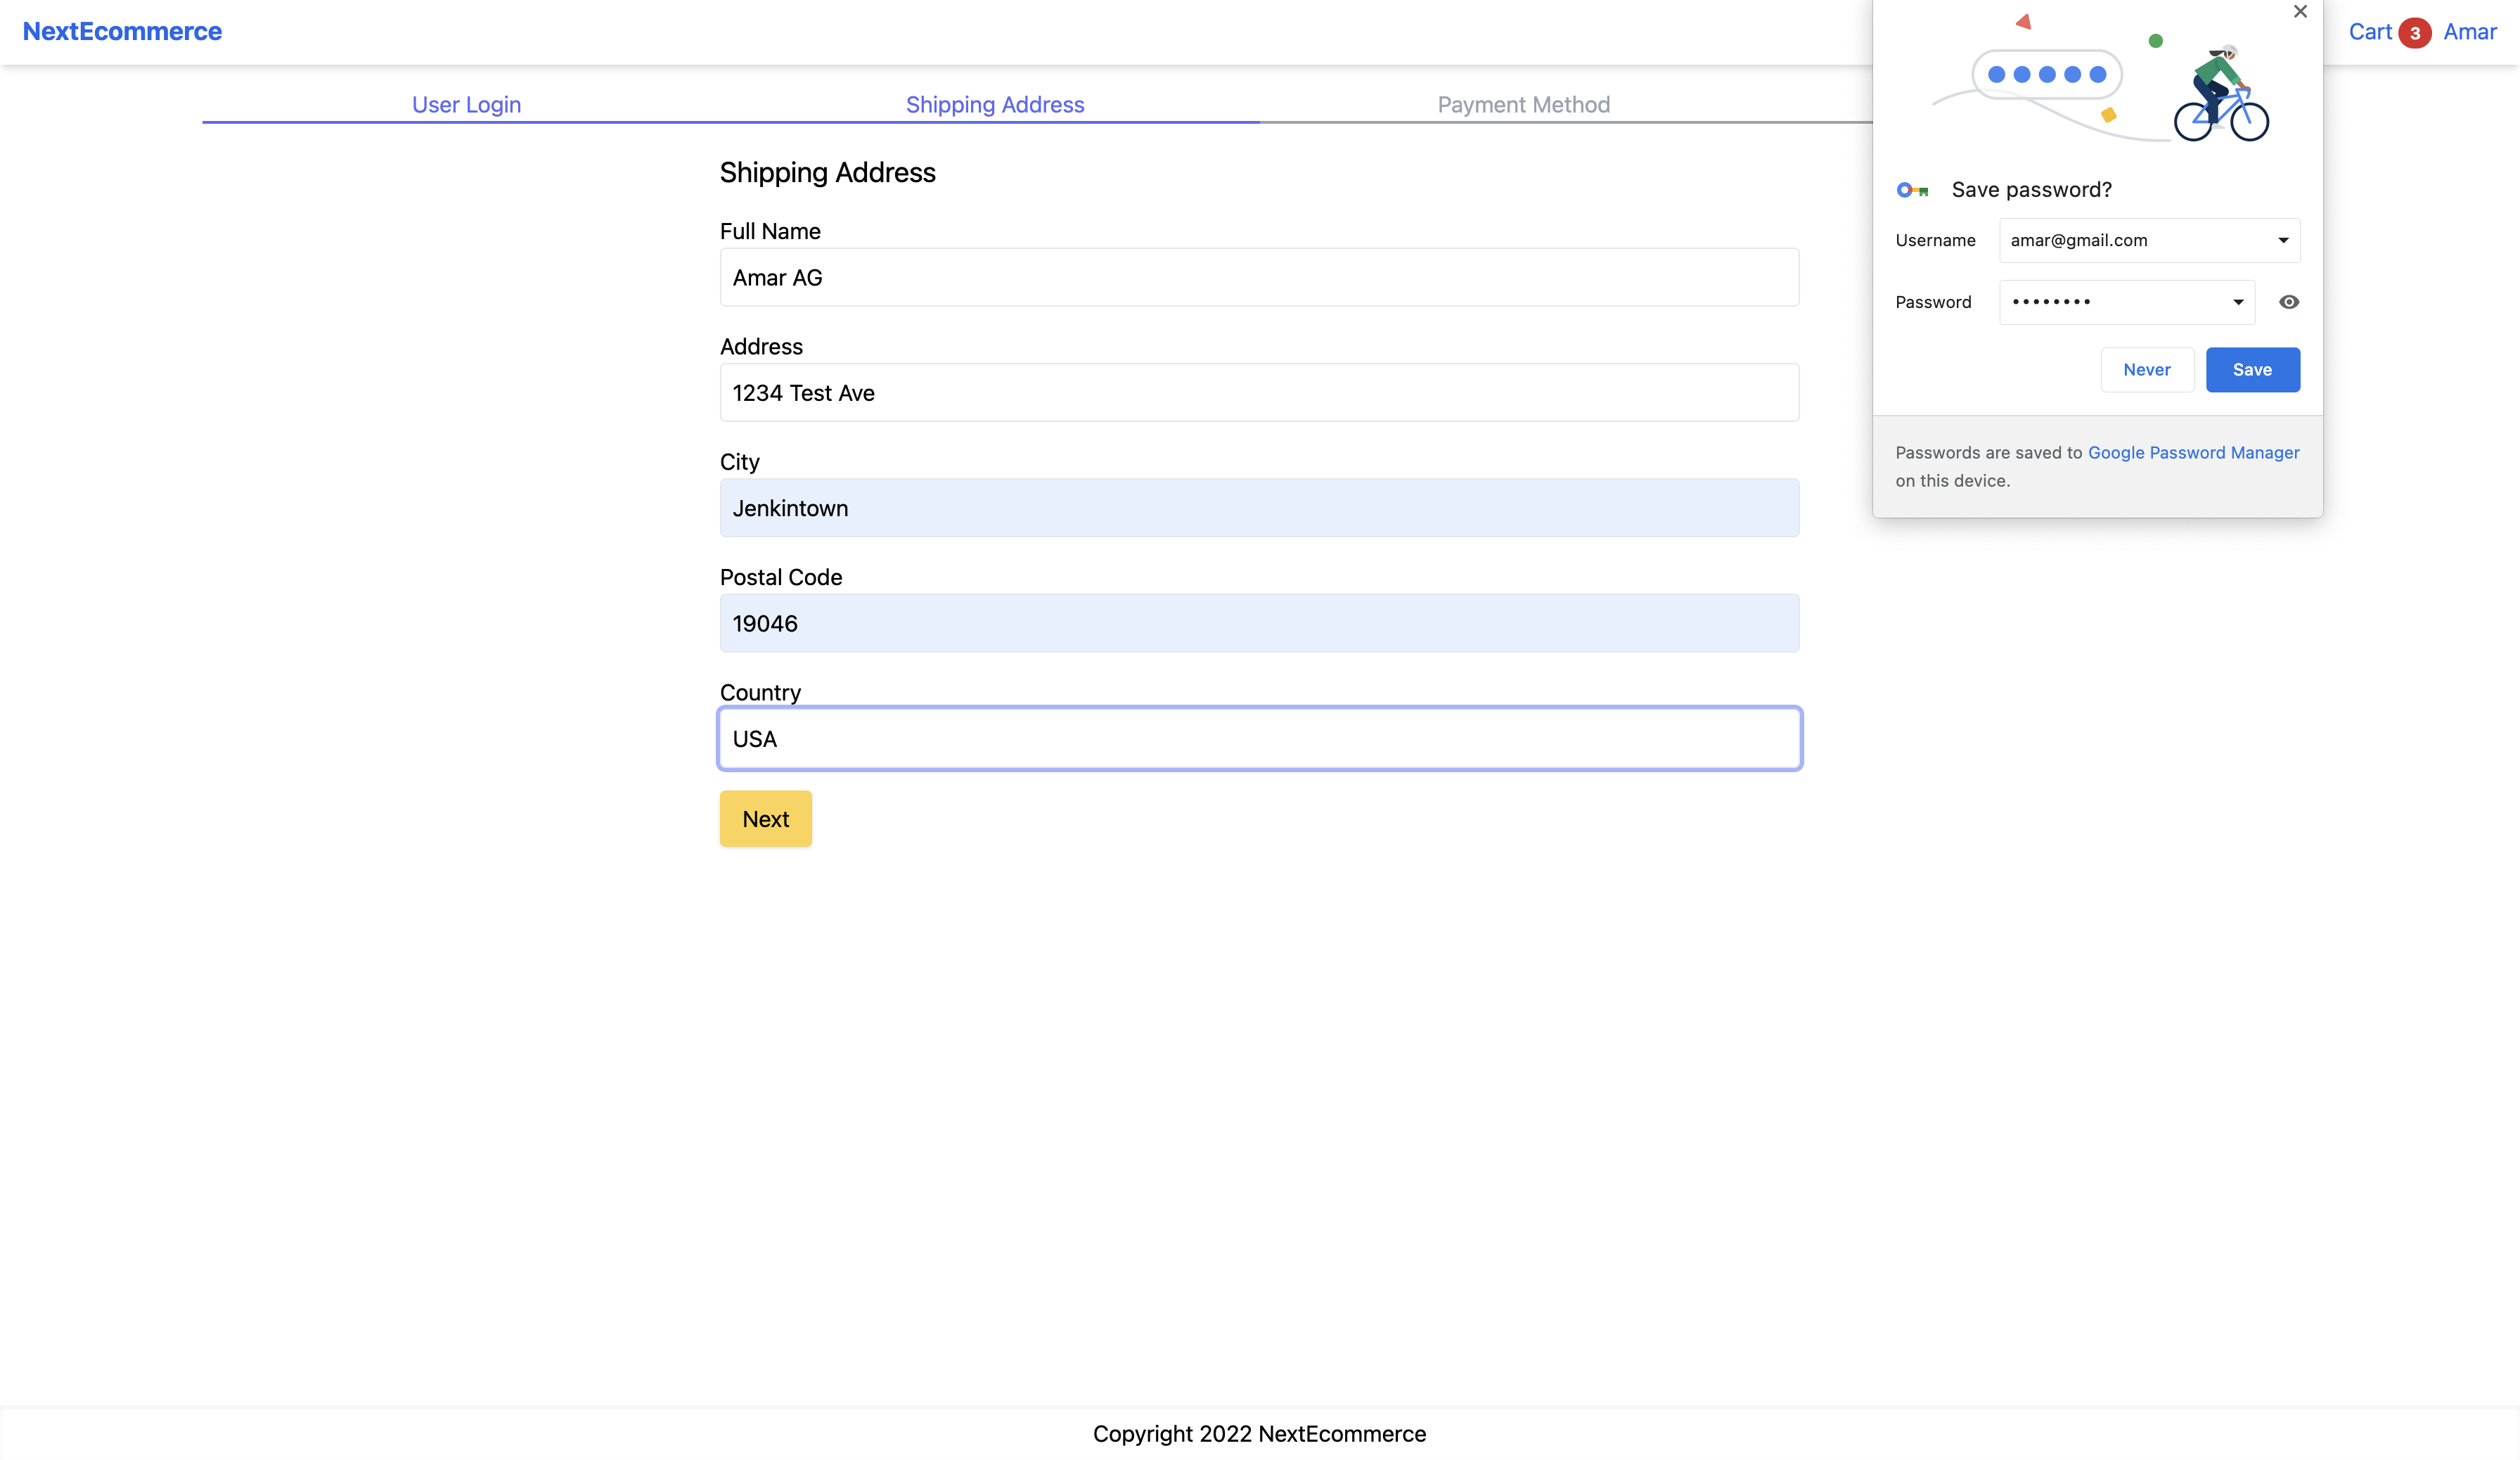 NextEcommerce
Cart 3 Amar
User Login
Shipping Address
Payment Method
Shipping Address
Full Name
Amar AG
Address
1234 Test Ave
City
Jenkintown
Postal Code
19046
Country
USA
Next
Save password?
Username
amar@gmail.com
Password
••••••••
Never
Save
Passwords are saved to Google Password Manager
on this device.
Copyright 2022 NextEcommerce